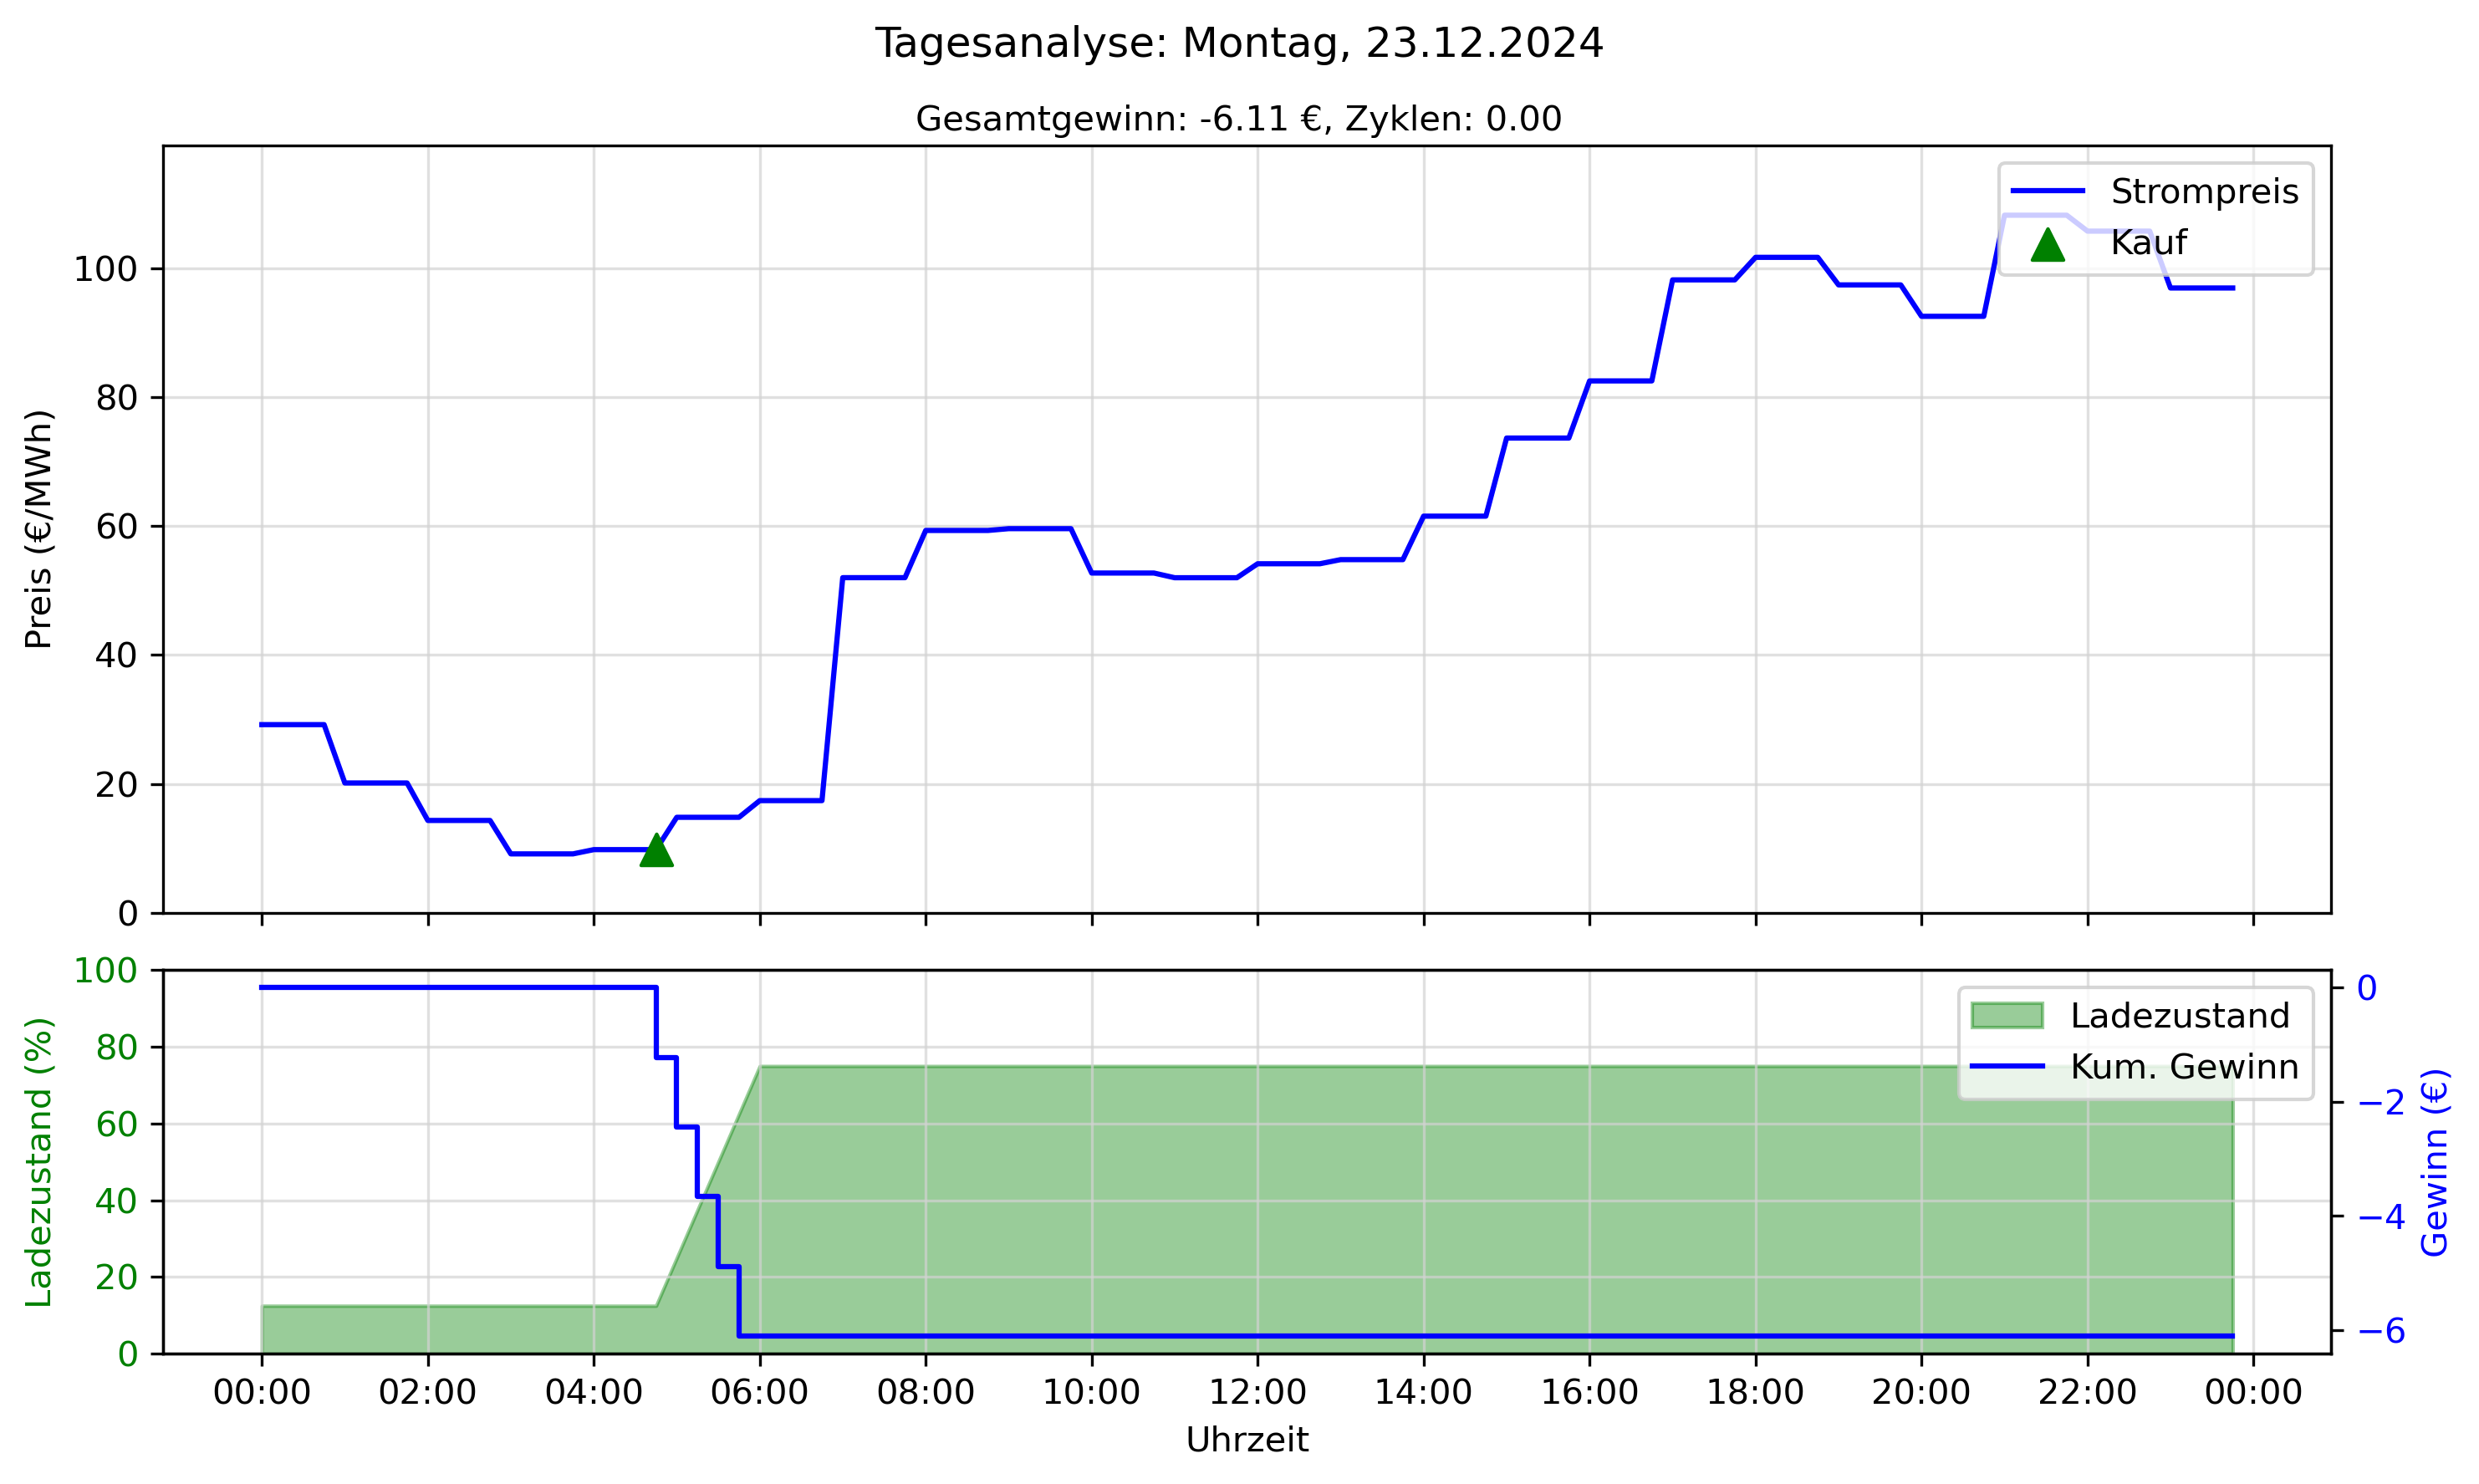 Tagesanalyse: Montag, 23.12.2024
Gesamtgewinn: -6.11 €, Zyklen: 0.00
Preis (€/MWh)
100
80
60
40
20
0
Strompreis
Kauf
Ladezustand (%)
100
80
60
40
20
0
Ladezustand
Kum. Gewinn
0
−2
−4
−6
Gewinn (€)
00:00 02:00 04:00 06:00 08:00 10:00 12:00 14:00 16:00 18:00 20:00 22:00 00:00
Uhrzeit